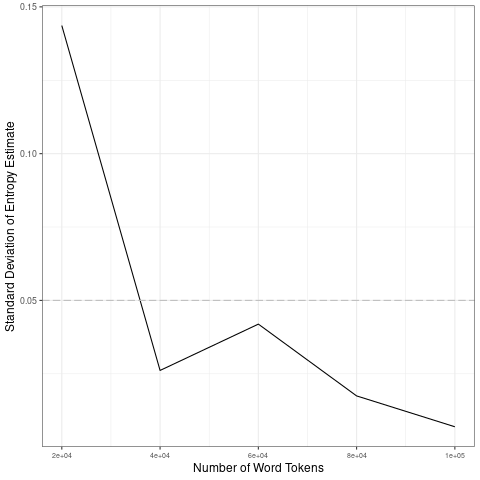 Standard Deviation of Entropy Estimate
0.15
0.10
0.05
2e+04 4e+04 6e+04 8e+04 1e+05
Number of Word Tokens